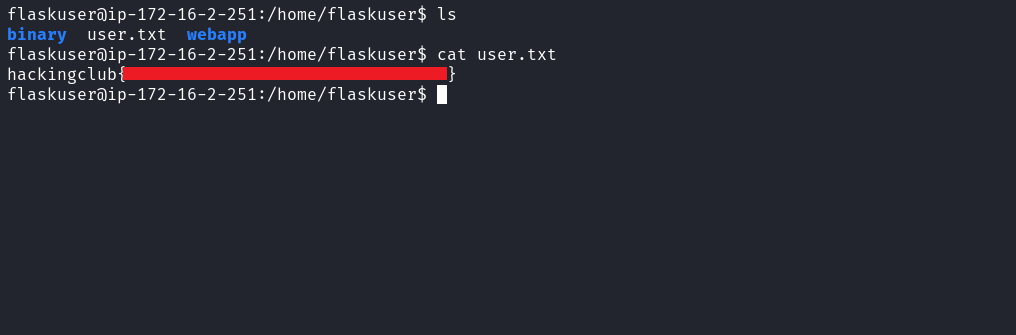 flaskuser@ip-172-16-2-251:/home/flaskuser$ ls
binary  user.txt  webapp
flaskuser@ip-172-16-2-251:/home/flaskuser$ cat user.txt
hackingclub{}
flaskuser@ip-172-16-2-251:/home/flaskuser$